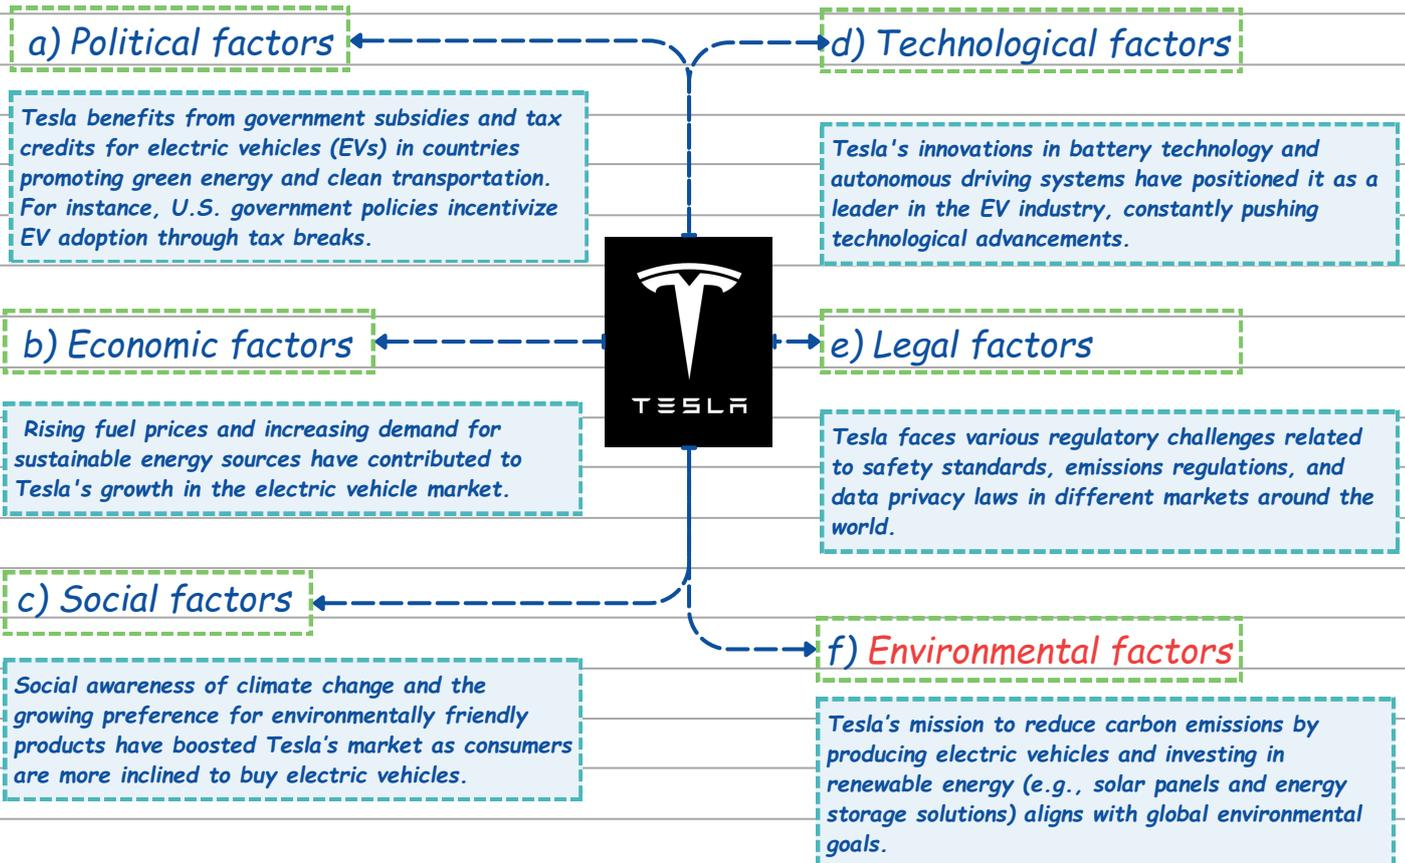 a) Political factors
Tesla benefits from government subsidies and tax
credits for electric vehicles (EVs) in countries
promoting green energy and clean transportation.
For instance, U.S. government policies incentivize
EV adoption through tax breaks.
b) Economic factors
Rising fuel prices and increasing demand for
sustainable energy sources have contributed to
Tesla's growth in the electric vehicle market.
c) Social factors
Social awareness of climate change and the
growing preference for environmentally friendly
products have boosted Tesla's market as consumers
are more inclined to buy electric vehicles.
TESLA
d) Technological factors
Tesla's innovations in battery technology and
autonomous driving systems have positioned it as a
leader in the EV industry, constantly pushing
technological advancements.
e) Legal factors
Tesla faces various regulatory challenges related
to safety standards, emissions regulations, and
data privacy laws in different markets around the
world.
f) Environmental factors
Tesla's mission to reduce carbon emissions by
producing electric vehicles and investing in
renewable energy (e.g., solar panels and energy
storage solutions) aligns with global environmental
goals.